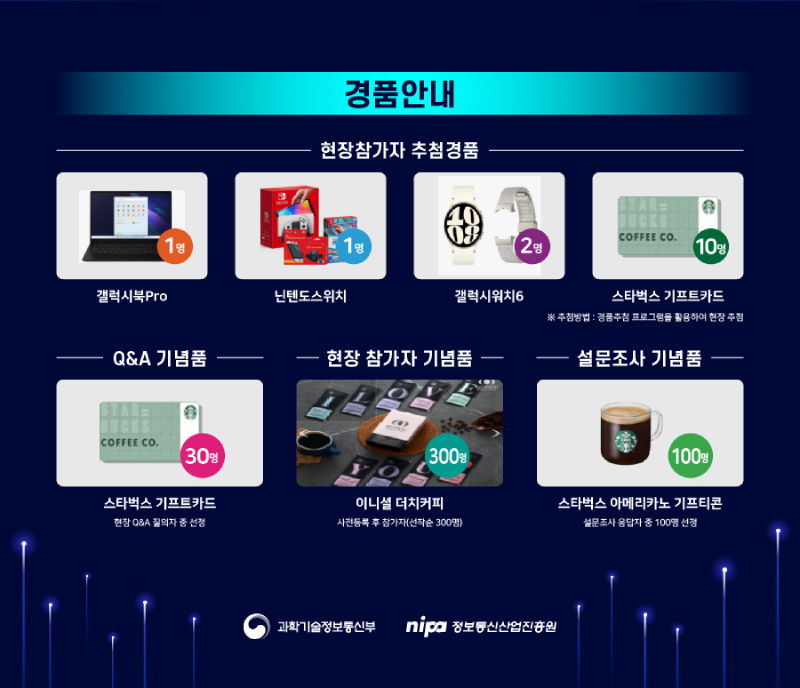 경품안내
현장참가자 추첨경품
1명
1명
2명
STAR=
BUCKS
COFFEE CO.
10명
갤럭시북Pro
닌텐도스위치
갤럭시워치6
스타벅스 기프트카드
※ 추첨방법 : 경품추첨 프로그램을 활용하여 현장 추첨
Q&A 기념품
현장 참가자 기념품
설문조사 기념품
STAR=
BUCKS
COFFEE CO.
30명
300명
100명
스타벅스 기프트카드
이니셜 더치커피
스타벅스 아메리카노 기프티콘
현장 Q&A 질의자 중 선정
사전등록 후 참가자(선착순 300명)
설문조사 응답자 중 100명 선정
과학기술정보통신부
nipa 정보통신산업진흥원